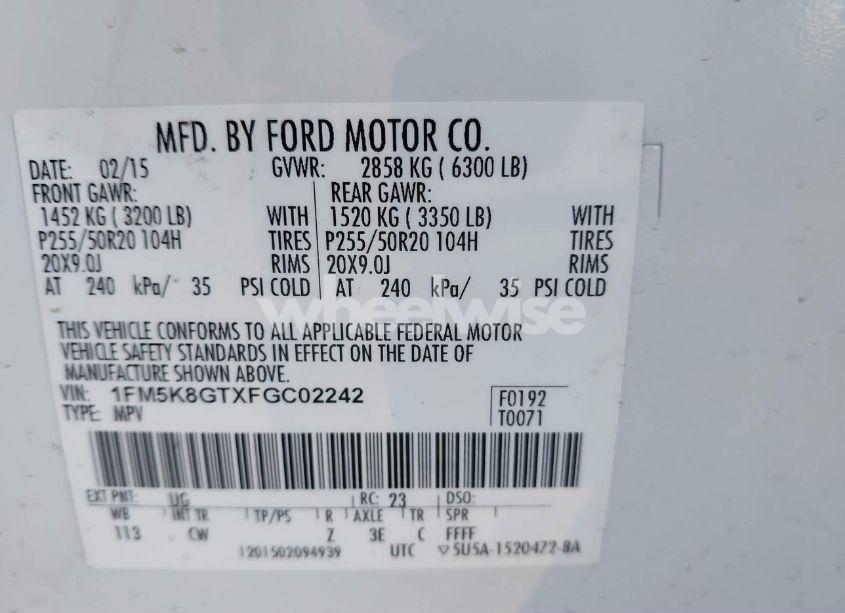 MFD. BY FORD MOTOR CO.
DATE: 02/15 GVWR: 2858 KG ( 6300 LB)
FRONT GAWR: REAR GAWR:
1452 KG ( 3200 LB) WITH 1520 KG ( 3350 LB) WITH
P255/50R20 104H TIRES P255/50R20 104H TIRES
20X9.0J RIMS 20X9.0J RIMS
AT 240 kPa/ 35 PSI COLD AT 240 kPa/ 35 PSI COLD
wheelwise
THIS VEHICLE CONFORMS TO ALL APPLICABLE FEDERAL MOTOR
VEHICLE SAFETY STANDARDS IN EFFECT ON THE DATE OF
MANUFACTURE SHOWN ABOVE.
VIN: 1FM5K8GTXFGC02242 F0192
TYPE: MPV T0071
EXT PNT: UG RC: 23 DSO:
WB INT TR TP/PS R AXLE TR SPR
113 CW Z 3E C FFFF
1201502094939 UTC ▽5U5A-1520472-BA